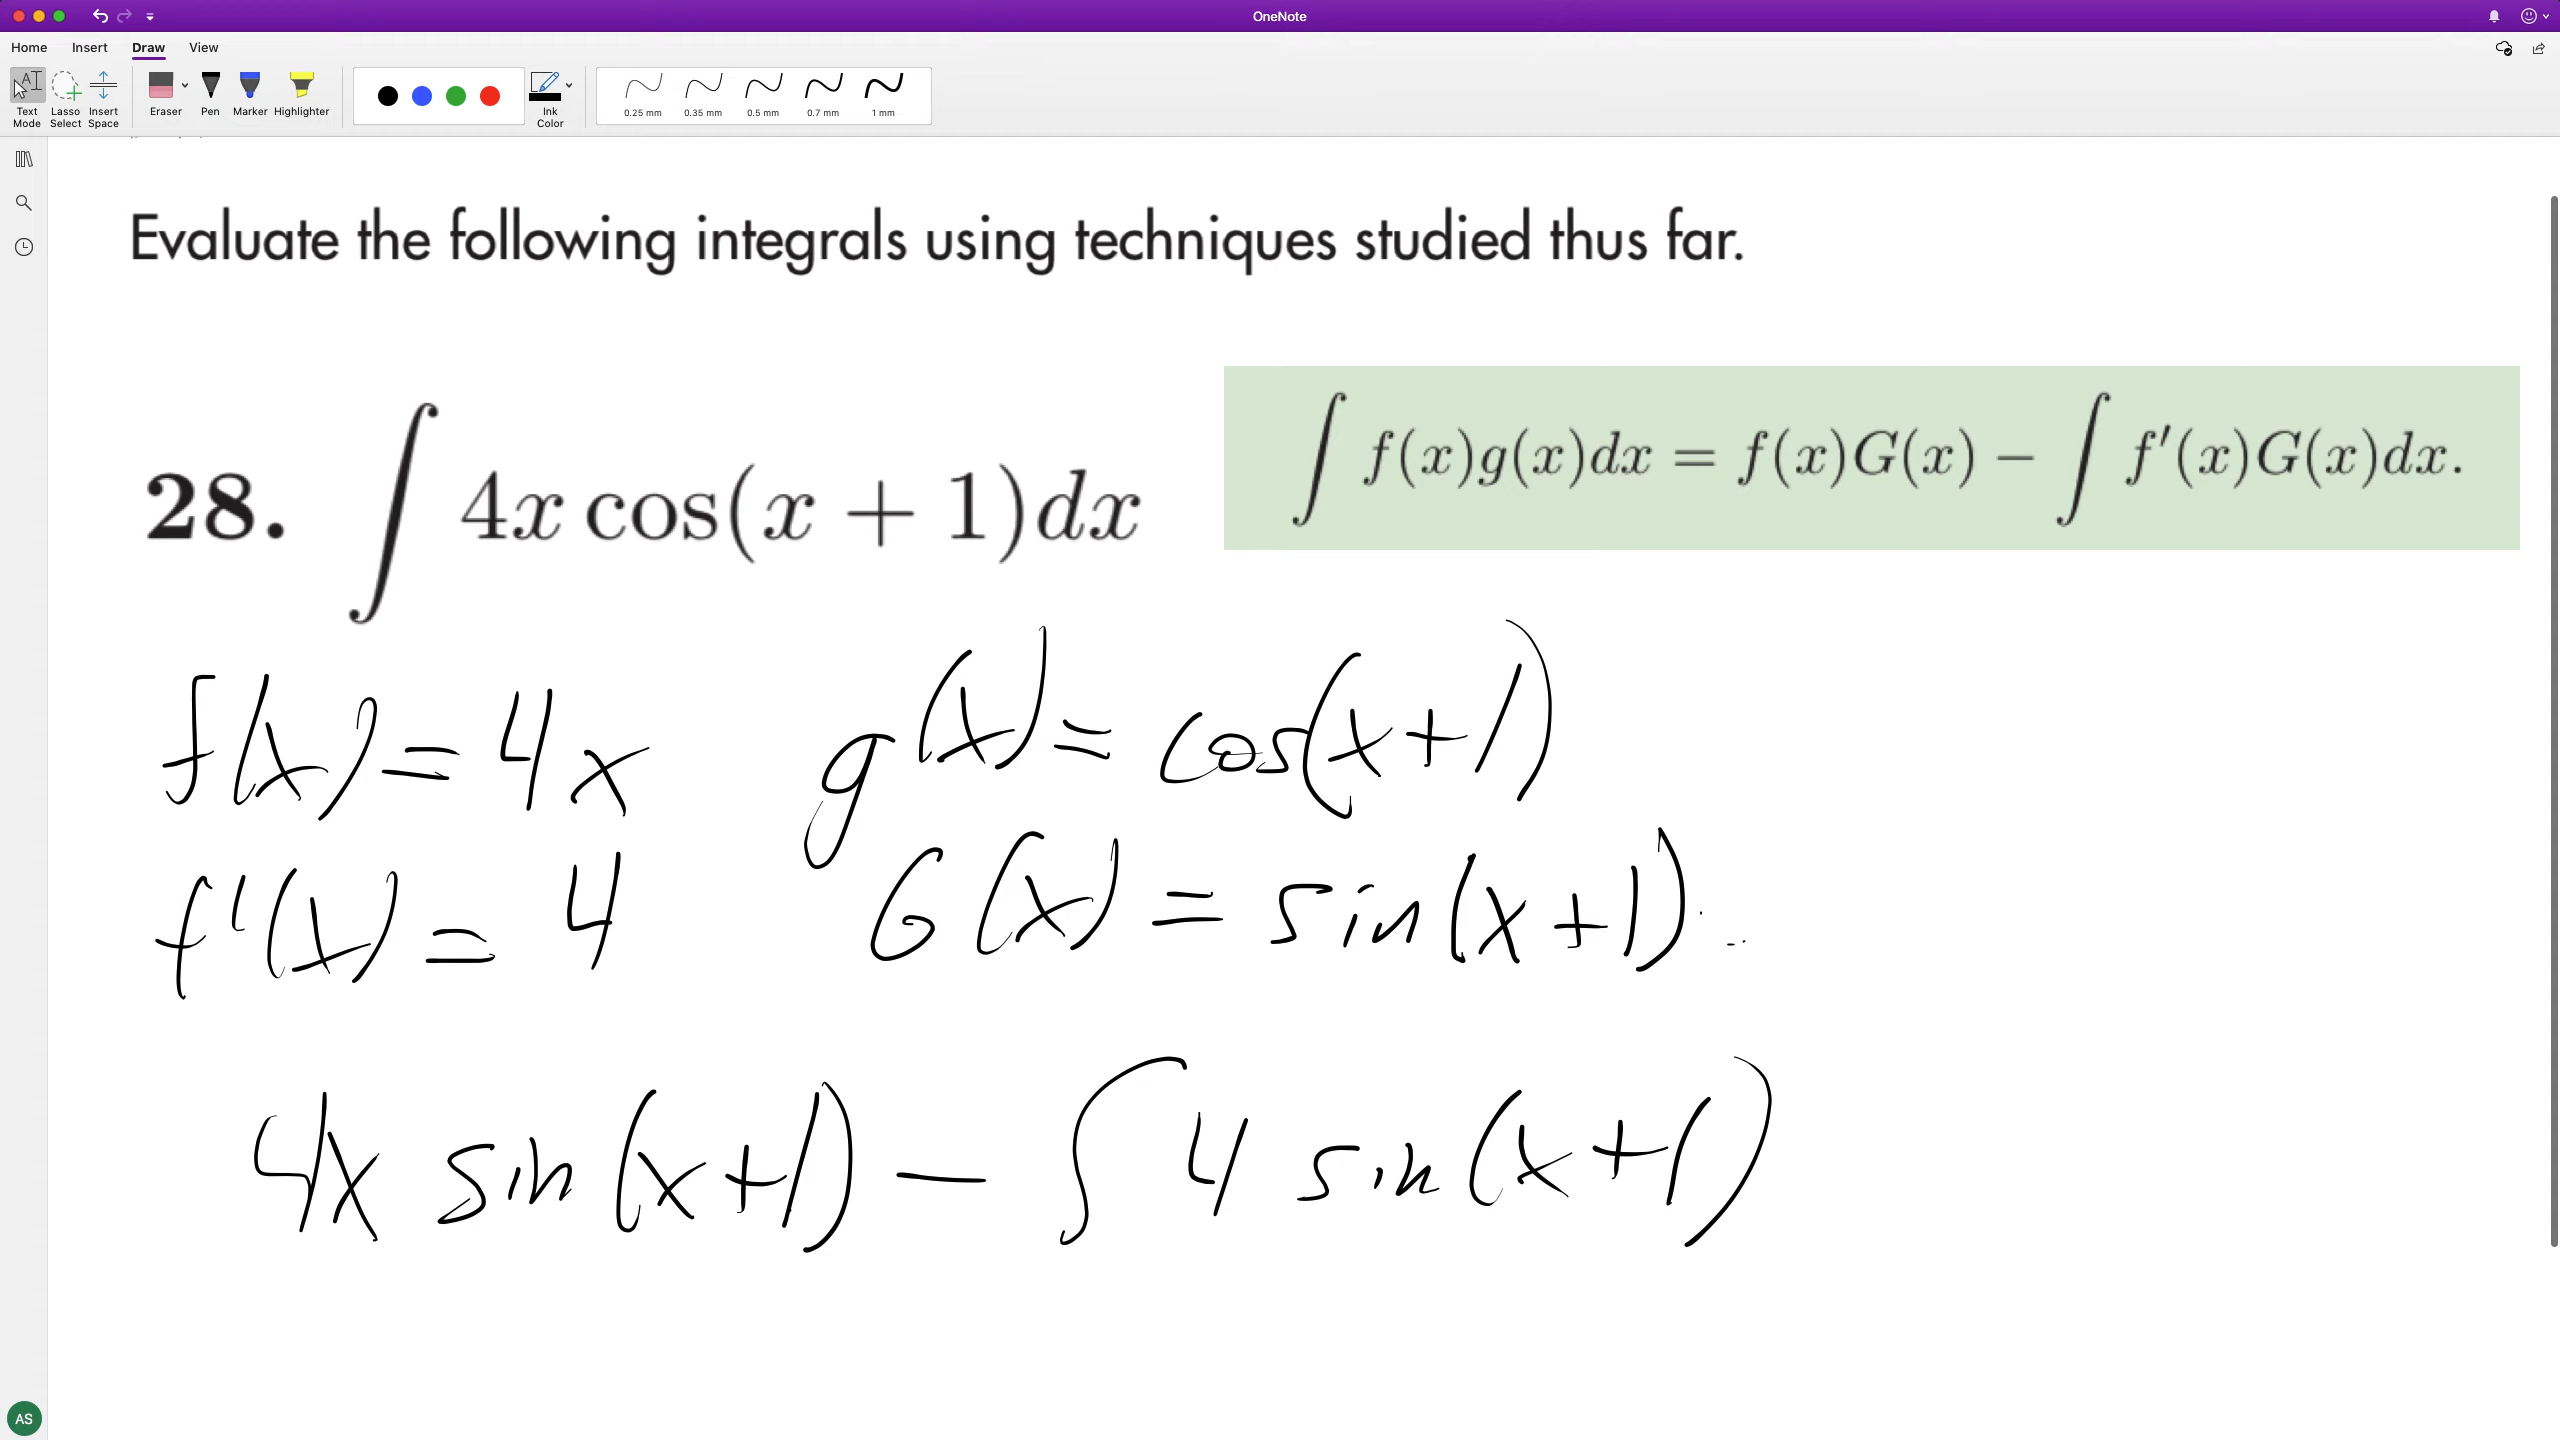 OneNote
Home Insert Draw View
Text Mode Lasso Select Insert Space Eraser Pen Marker Highlighter Ink Color 0.25 mm 0.35 mm 0.5 mm 0.7 mm 1 mm
Evaluate the following integrals using techniques studied thus far.
28. ∫ 4x cos(x + 1)dx
∫ f(x)g(x)dx = f(x)G(x) − ∫ f′(x)G(x)dx.
f(x) = 4x g(x) = cos(x+1)
f'(x) = 4 G(x) = sin(x+1)
4x sin(x+1) − ∫ 4 sin(x+1)
AS